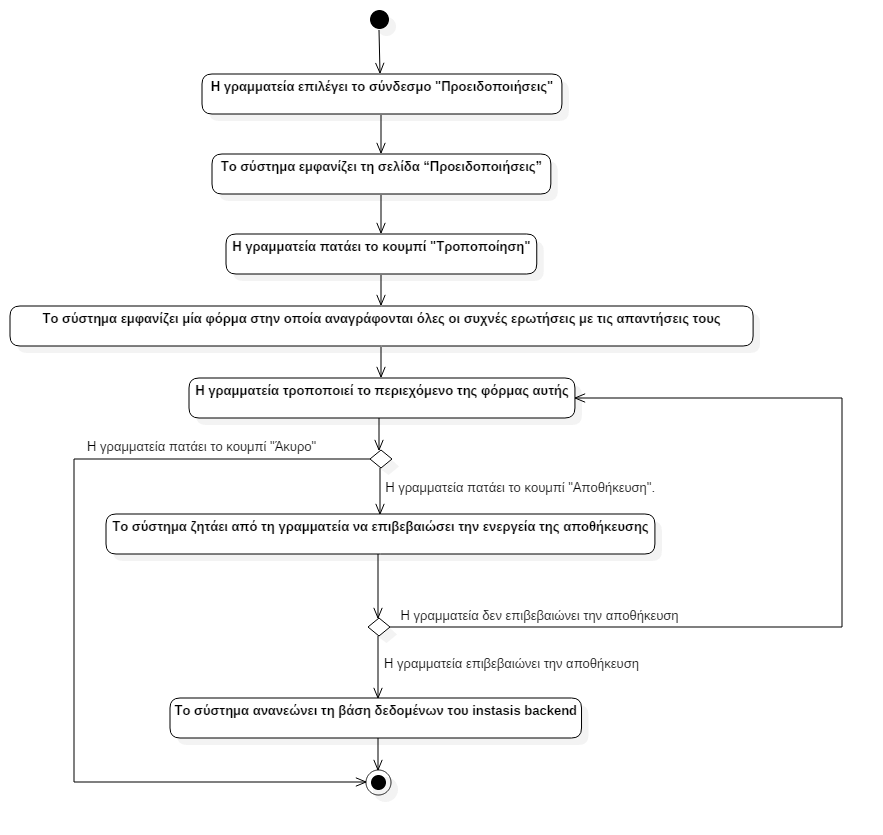 Η γραμματεία επιλέγει το σύνδεσμο "Προειδοποιήσεις"
Το σύστημα εμφανίζει τη σελίδα “Προειδοποιήσεις”
Η γραμματεία πατάει το κουμπί "Τροποποίηση"
Το σύστημα εμφανίζει μία φόρμα στην οποία αναγράφονται όλες οι συχνές ερωτήσεις με τις απαντήσεις τους
Η γραμματεία τροποποιεί το περιεχόμενο της φόρμας αυτής
Η γραμματεία πατάει το κουμπί "Άκυρο"
Η γραμματεία πατάει το κουμπί "Αποθήκευση".
Το σύστημα ζητάει από τη γραμματεία να επιβεβαιώσει την ενεργεία της αποθήκευσης
Η γραμματεία δεν επιβεβαιώνει την αποθήκευση
Η γραμματεία επιβεβαιώνει την αποθήκευση
Το σύστημα ανανεώνει τη βάση δεδομένων του instasis backend